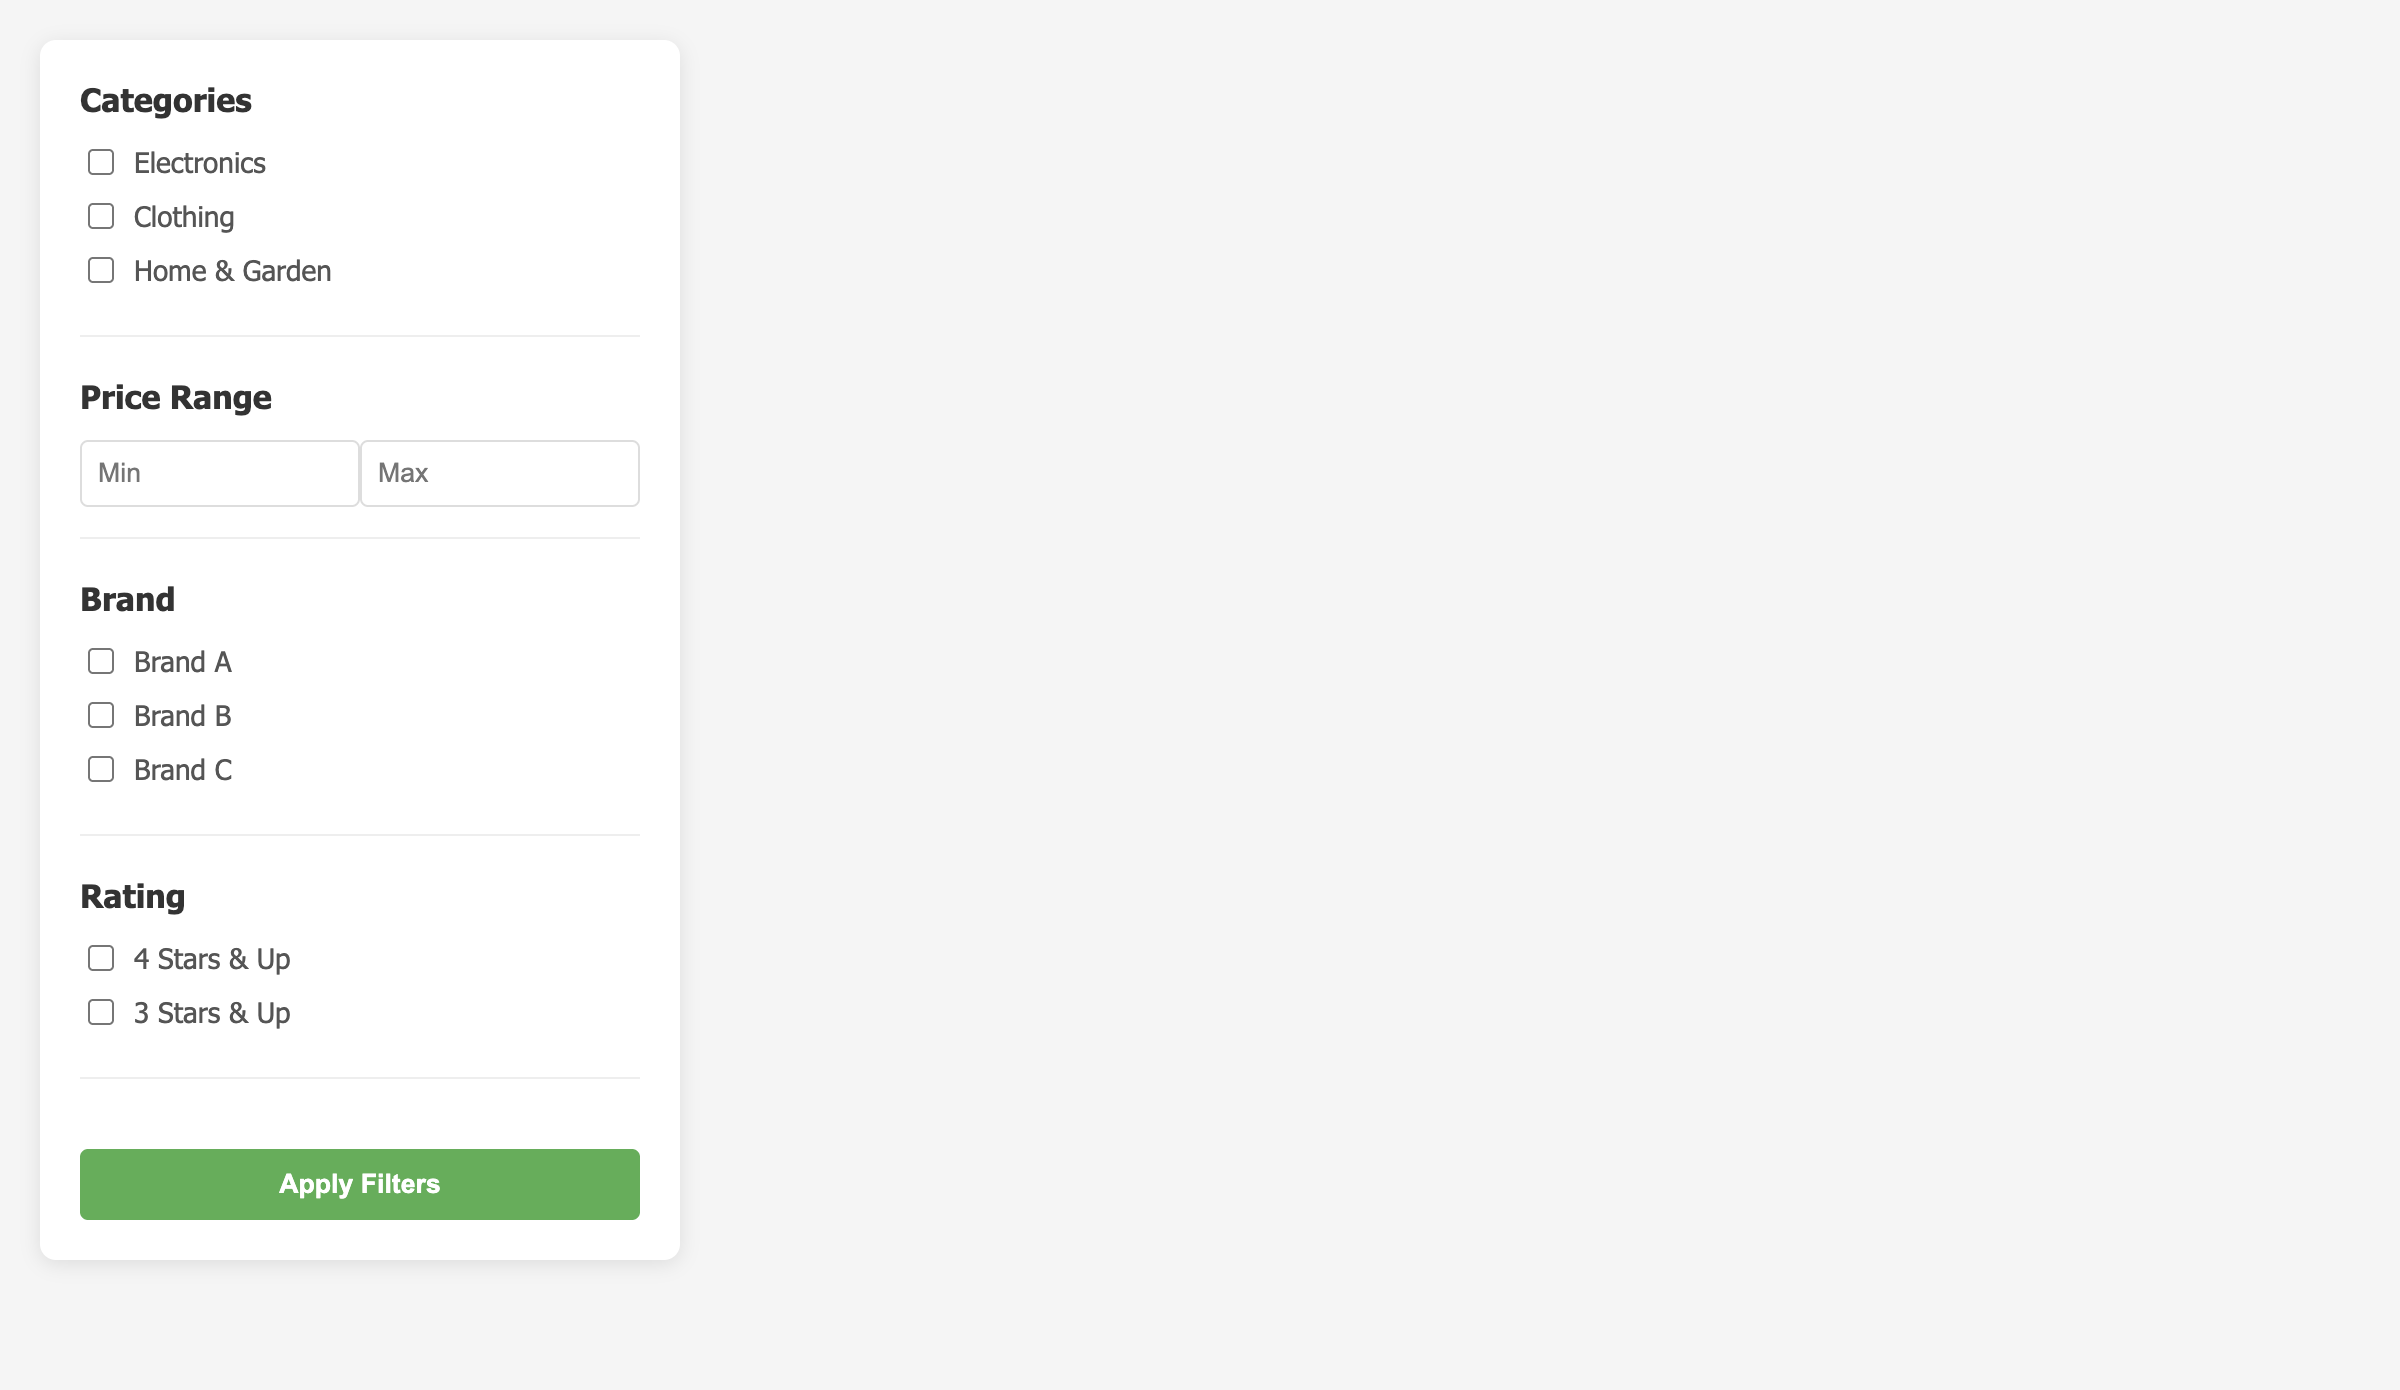 Categories
Electronics
Clothing
Home & Garden
Price Range
Min Max
Brand
Brand A
Brand B
Brand C
Rating
4 Stars & Up
3 Stars & Up
Apply Filters